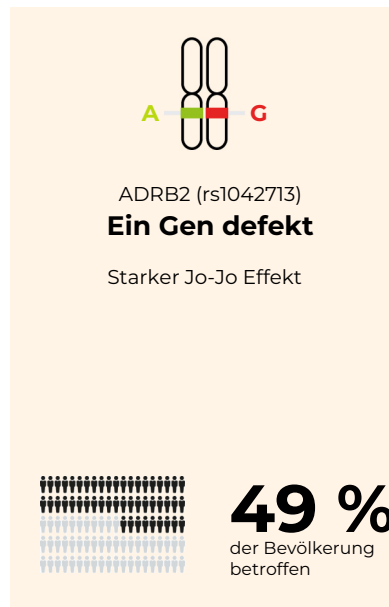 A G
ADRB2 (rs1042713)
Ein Gen defekt
Starker Jo-Jo Effekt
49 %
der Bevölkerung
betroffen